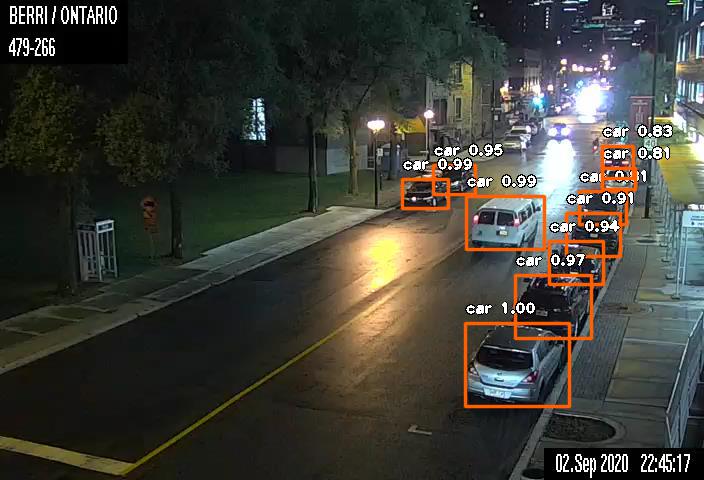 BERRI / ONTARIO
479-266
car 0.83
car 0.81
car 0.95
car 0.99
car 0.99
car 0.91
car 0.94
car 0.97
car 1.00
02.Sep 2020 22:45:17